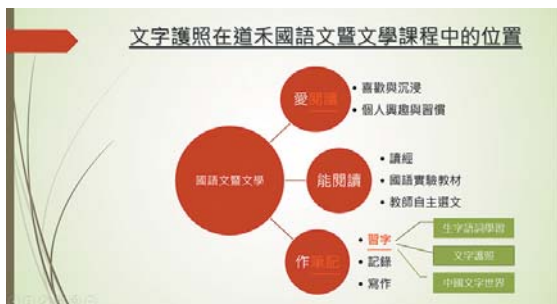 文字護照在道禾國語文暨文學課程中的位置
國語文暨文學
愛閱讀
• 喜歡與沉浸
• 個人興趣與習慣
能閱讀
• 讀經
• 國語實驗教材
• 教師自主選文
作筆記
• 習字
• 記錄
• 寫作
生字語詞學習
文字護照
中國文字世界